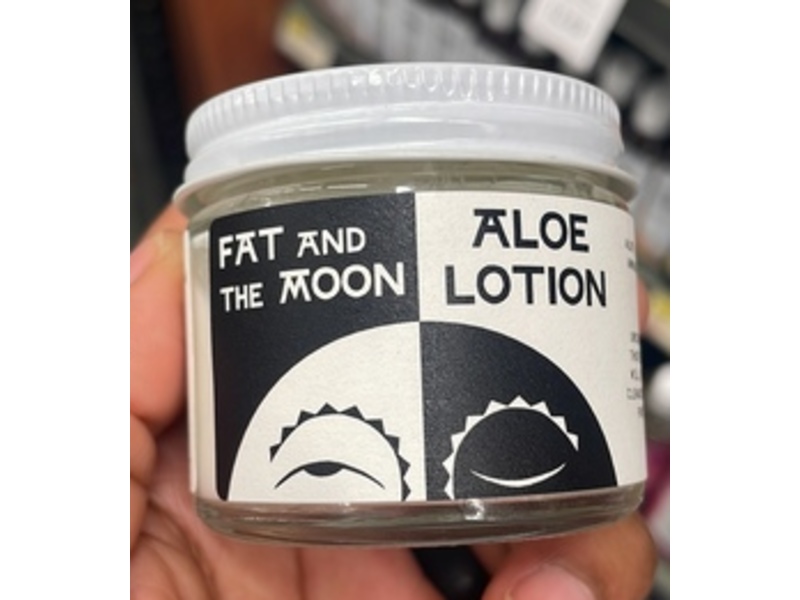 FAT AND
THE MOON
ALOE
LOTION